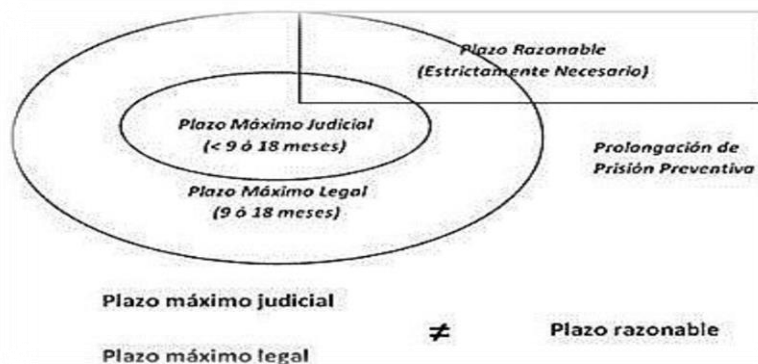 Plazo Razonable
(Estrictamente Necesario)
Plazo Máximo Judicial
(< 9 ó 18 meses)
Prolongación de
Prisión Preventiva
Plazo Máximo Legal
(9 ó 18 meses)
Plazo máximo judicial
≠ Plazo razonable
Plazo máximo legal